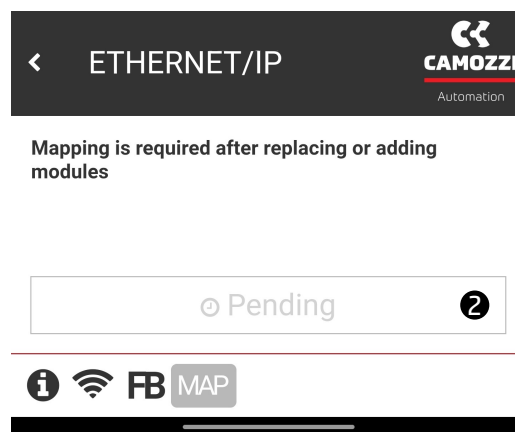 ETHERNET/IP
CAMOZZI
Automation
Mapping is required after replacing or adding
modules
Pending
2
FB MAP